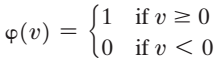 φ(v) = { 1 if v ≥ 0
0 if v < 0